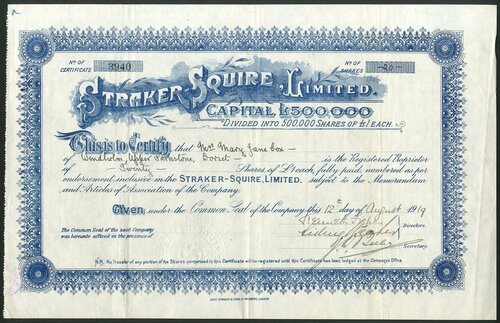 No OF
CERTIFICATE 3940
No OF
SHARES
STRAKER SQUIRE, LIMITED.
CAPITAL £500,000
DIVIDED INTO 500,000 SHARES OF £1 EACH.
This is to Certify that Mrs Mary Jane Cox
of Upper Parkstone, Dorset is the Registered Proprietor
of Twenty Shares of £1 each, fully paid, numbered as per
endorsement, inclusive in the STRAKER-SQUIRE, LIMITED. subject to the Memorandum
and Articles of Association of the Company.
Given under the Common Seal of the Company this 12th day of August 1919
The Common Seal of the said Company
was hereunto affixed in the presence of
Directors.
Secretary.
N.B. No Transfer of any portion of the Shares comprised in this Certificate will be registered until this Certificate has been lodged at the Company's Office.